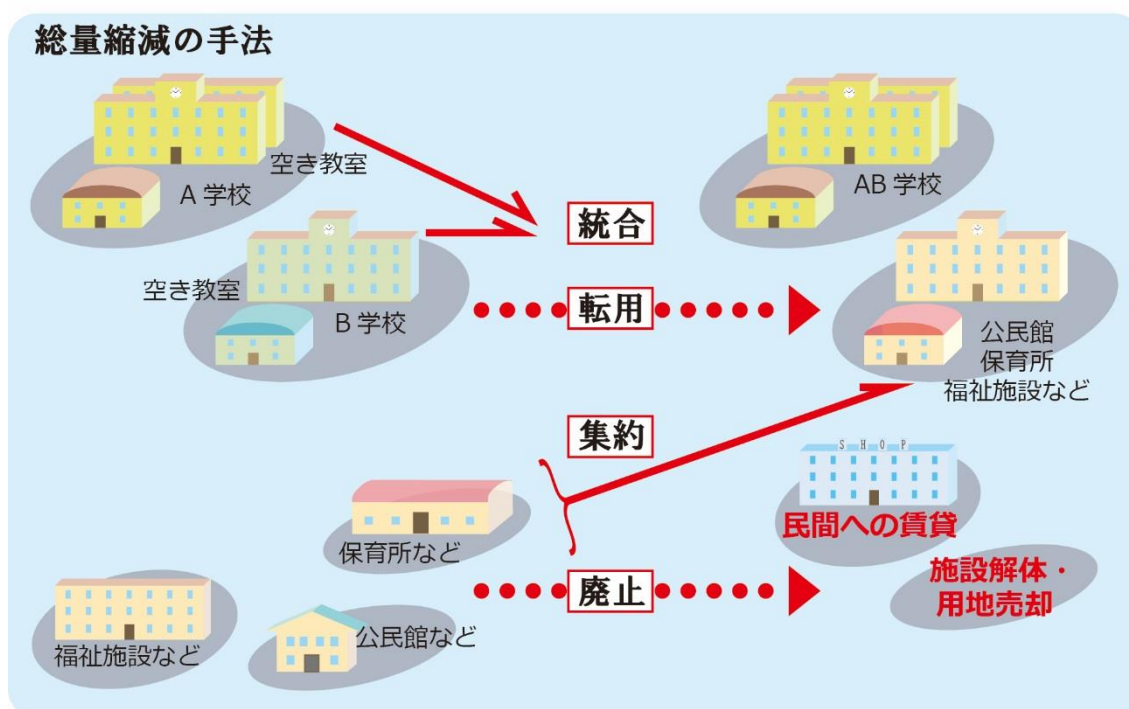 総量縮減の手法
空き教室
A 学校
AB 学校
統合
空き教室
B 学校
転用
公民館
保育所
福祉施設など
集約
SHOP
民間への賃貸
保育所など
廃止
施設解体・
用地売却
公民館など
福祉施設など